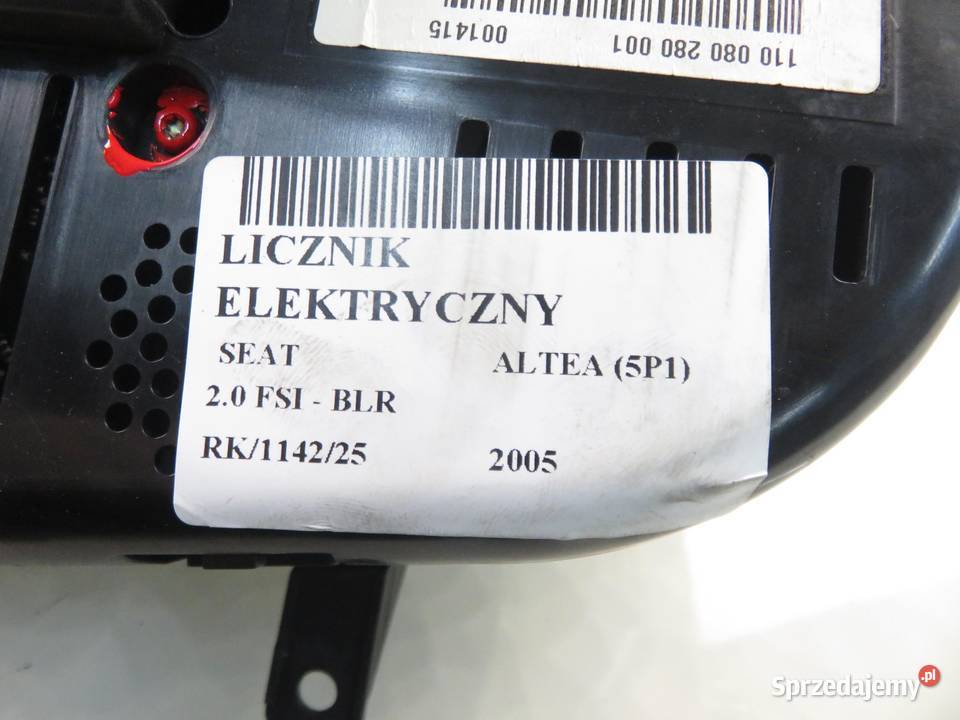 110 080 280 001
001415
LICZNIK
ELEKTRYCZNY
SEAT ALTEA (5P1)
2.0 FSI - BLR
RK/1142/25 2005
Sprzedajemy.pl